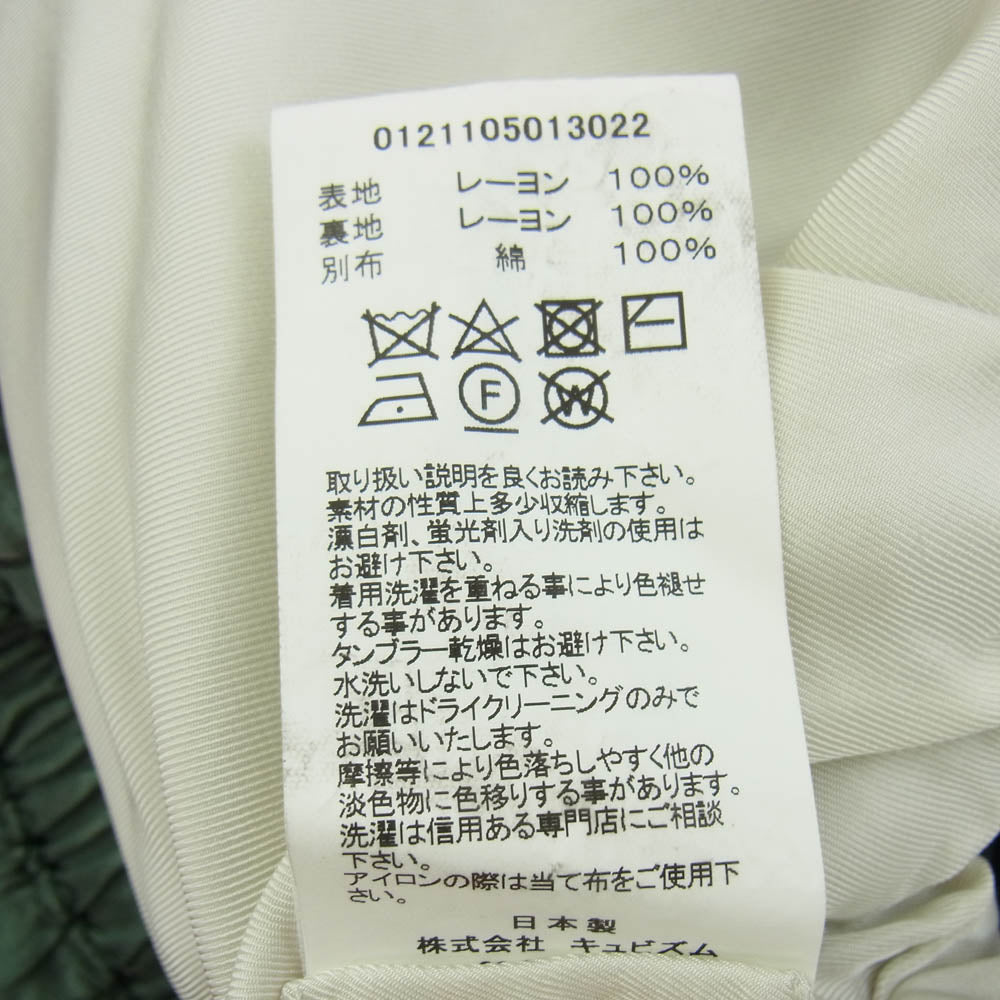 0121105013022
表地 レーヨン 100%
裏地 レーヨン 100%
別布 綿 100%
F
W
取り扱い説明を良くお読み下さい。
素材の性質上多少収縮します。
漂白剤、蛍光剤入り洗剤の使用は
お避け下さい。
着用洗濯を重ねる事により色褪せ
する事があります。
タンブラー乾燥はお避け下さい。
水洗いしないで下さい。
洗濯はドライクリーニングのみで
お願いいたします。
摩擦等により色落ちしやすく他の
淡色物に色移りする事があります。
洗濯は信用ある専門店にご相談
下さい。
アイロンの際は当て布をご使用下
さい。
日本製
株式会社 キュビズム